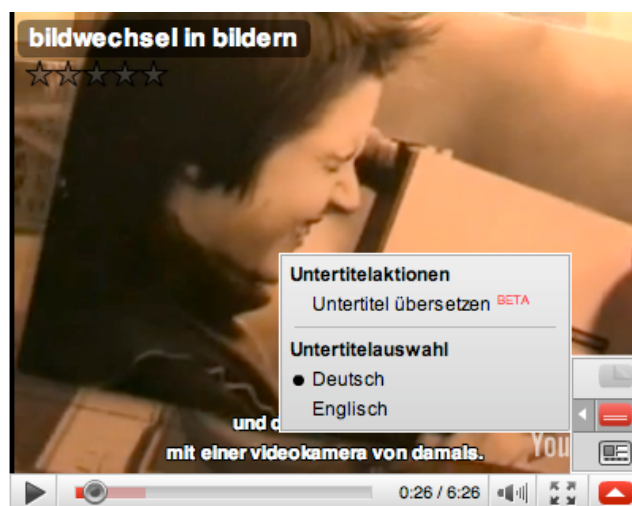 bildwechsel in bildern
Untertitelaktionen
Untertitel übersetzen BETA
Untertitelauswahl
Deutsch
Englisch
und
mit einer videokamera von damals.
You
0:26 / 6:26